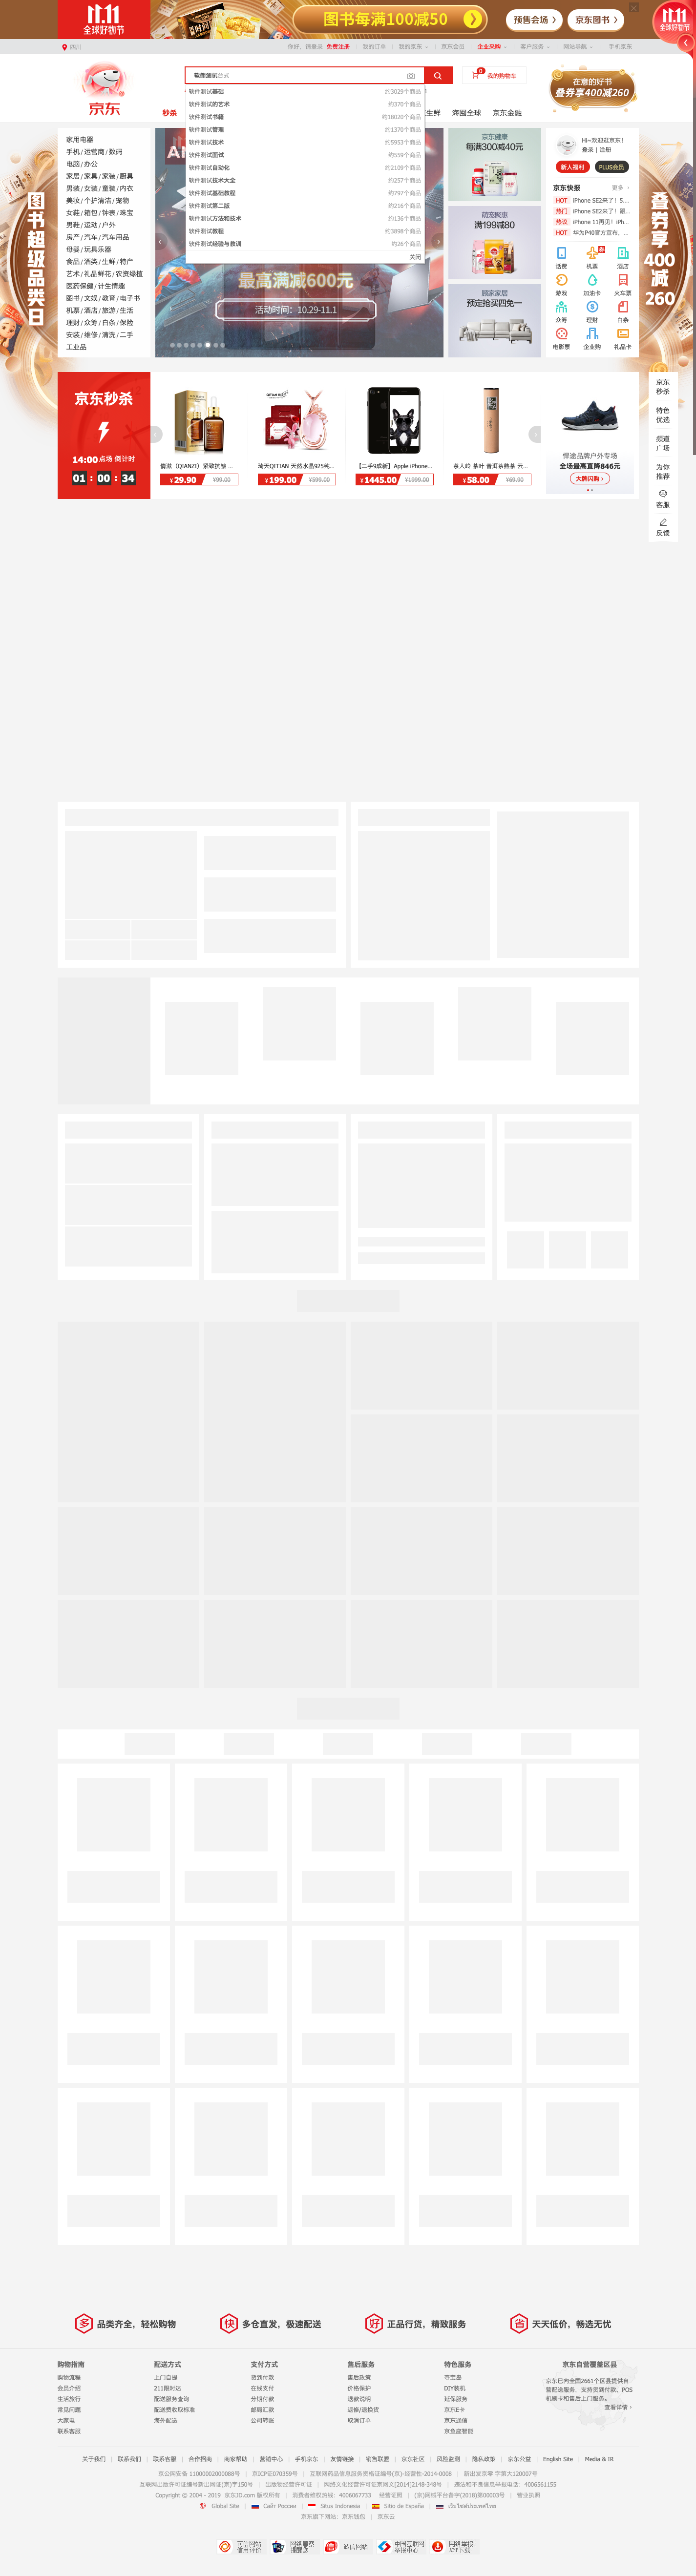 11.11
全球好物节
图书每满100减50
预售会场
京东图书
11.11
全球好物节
四川
你好，请登录 免费注册 我的订单 我的京东 京东会员 企业采购 客户服务 网站导航 手机京东
京东
软件测试
0 我的购物车
在意的好书
叠券享400减260
秒杀
生鲜 海囤全球 京东金融
软件测试基础 约3029个商品
软件测试的艺术 约370个商品
软件测试书籍 约18020个商品
软件测试管理 约1370个商品
软件测试技术 约5953个商品
软件测试面试 约559个商品
软件测试自动化 约2109个商品
软件测试技术大全 约257个商品
软件测试基础教程 约797个商品
软件测试第二版 约216个商品
软件测试方法和技术 约136个商品
软件测试教程 约3898个商品
软件测试经验与教训 约26个商品
关闭
家用电器
手机 / 运营商 / 数码
电脑 / 办公
家居 / 家具 / 家装 / 厨具
男装 / 女装 / 童装 / 内衣
美妆 / 个护清洁 / 宠物
女鞋 / 箱包 / 钟表 / 珠宝
男鞋 / 运动 / 户外
房产 / 汽车 / 汽车用品
母婴 / 玩具乐器
食品 / 酒类 / 生鲜 / 特产
艺术 / 礼品鲜花 / 农资绿植
医药保健 / 计生情趣
图书 / 文娱 / 教育 / 电子书
机票 / 酒店 / 旅游 / 生活
理财 / 众筹 / 白条 / 保险
安装 / 维修 / 清洗 / 二手
工业品
图书超级品类日
叠券享400减260
最高满减600元
活动时间：10.29-11.1
京东健康
每满300减40元
萌宠聚惠
满199减80
顾家家居
预定抢买四免一
Hi~欢迎逛京东！
登录 | 注册
新人福利 PLUS会员
京东快报 更多
HOT iPhone SE2来了！5....
热门 iPhone SE2来了！跟...
热议 iPhone 11再见！iPh...
HOT 华为P40官方宣布，...
话费 机票 酒店
游戏 加油卡 火车票
众筹 理财 白条
电影票 企业购 礼品卡
京东秒杀
特色优选
频道广场
为你推荐
客服
反馈
京东秒杀
14:00点场 倒计时
01 : 00 : 34
倩滋（QIANZI）紧致抗皱 ...
¥29.90 ¥99.00
琦天QITIAN 天然水晶925纯...
¥199.00 ¥599.00
【二手9成新】Apple iPhone...
¥1445.00 ¥1999.00
茶人岭 茶叶 普洱茶熟茶 云...
¥58.00 ¥69.90
悍途品牌户外专场
全场最高直降846元
大牌闪购
多 品类齐全，轻松购物
快 多仓直发，极速配送
好 正品行货，精致服务
省 天天低价，畅选无忧
购物指南
购物流程
会员介绍
生活旅行
常见问题
大家电
联系客服
配送方式
上门自提
211限时达
配送服务查询
配送费收取标准
海外配送
支付方式
货到付款
在线支付
分期付款
邮局汇款
公司转账
售后服务
售后政策
价格保护
退款说明
返修/退换货
取消订单
特色服务
夺宝岛
DIY装机
延保服务
京东E卡
京东通信
京鱼座智能
京东自营覆盖区县
京东已向全国2661个区县提供自
营配送服务，支持货到付款、POS
机刷卡和售后上门服务。
查看详情
关于我们 | 联系我们 | 联系客服 | 合作招商 | 商家帮助 | 营销中心 | 手机京东 | 友情链接 | 销售联盟 | 京东社区 | 风险监测 | 隐私政策 | 京东公益 | English Site | Media & IR
京公网安备 11000002000088号 | 京ICP证070359号 | 互联网药品信息服务资格证编号(京)-经营性-2014-0008 | 新出发京零 字第大120007号
互联网出版许可证编号新出网证(京)字150号 | 出版物经营许可证 | 网络文化经营许可证京网文[2014]2148-348号 | 违法和不良信息举报电话：4006561155
Copyright © 2004 - 2019 京东JD.com 版权所有 | 消费者维权热线：4006067733 经营证照 | (京)网械平台备字(2018)第00003号 | 营业执照
Global Site | Сайт России | Situs Indonesia | Sitio de España | เว็บไซต์ประเทศไทย
京东旗下网站：京东钱包 | 京东云
可信网站
信用评价
网络警察
提醒您
诚信网站
中国互联网
举报中心
网络举报
APP下载